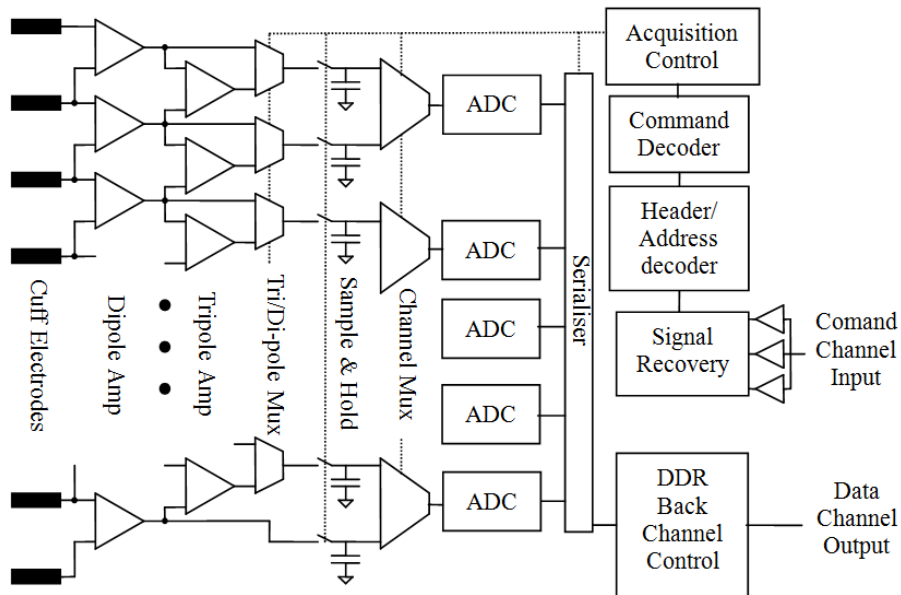 Acquisition
Control
ADC
Command
Decoder
Header/
Address
decoder
ADC
ADC
Signal
Recovery
Comand
Channel
Input
ADC
ADC
DDR
Back
Channel
Control
Data
Channel
Output
Cuff Electrodes
Dipole Amp
Tripole Amp
Tri/Di-pole Mux
Sample & Hold
Channel Mux
Serialiser